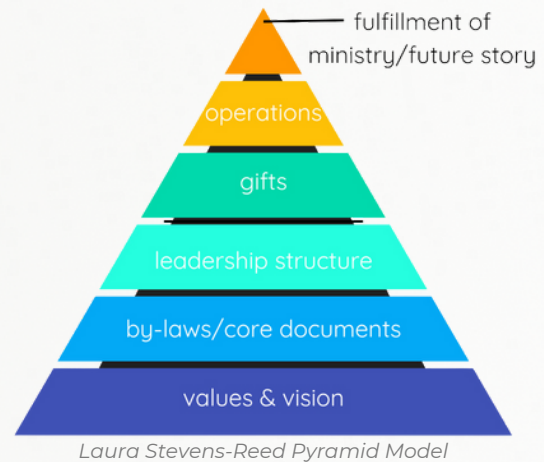 fulfillment of
ministry/future story
operations
gifts
leadership structure
by-laws/core documents
values & vision
Laura Stevens-Reed Pyramid Model